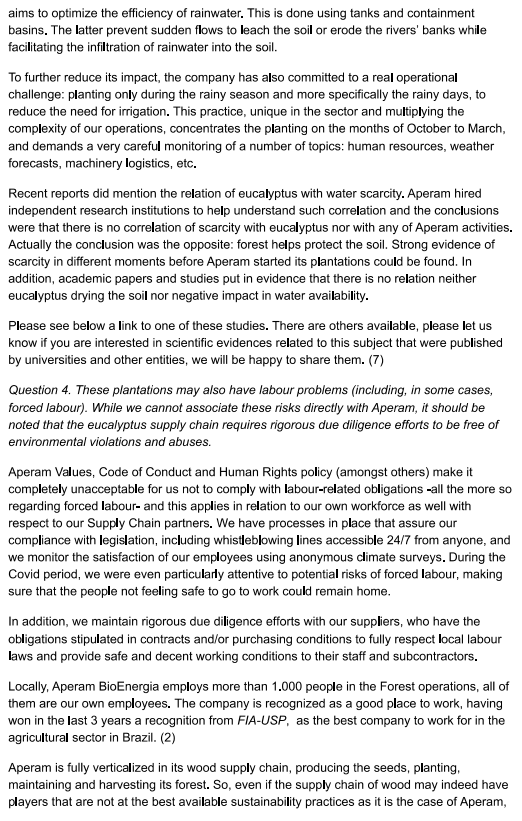 aims to optimize the efficiency of rainwater. This is done using tanks and containment
basins. The latter prevent sudden flows to leach the soil or erode the rivers' banks while
facilitating the infiltration of rainwater into the soil.
To further reduce its impact, the company has also committed to a real operational
challenge: planting only during the rainy season and more specifically the rainy days, to
reduce the need for irrigation. This practice, unique in the sector and multiplying the
complexity of our operations, concentrates the planting on the months of October to March,
and demands a very careful monitoring of a number of topics: human resources, weather
forecasts, machinery logistics, etc.
Recent reports did mention the relation of eucalyptus with water scarcity. Aperam hired
independent research institutions to help understand such correlation and the conclusions
were that there is no correlation of scarcity with eucalyptus nor with any of Aperam activities.
Actually the conclusion was the opposite: forest helps protect the soil. Strong evidence of
scarcity in different moments before Aperam started its plantations could be found. In
addition, academic papers and studies put in evidence that there is no relation neither
eucalyptus drying the soil nor negative impact in water availability.
Please see below a link to one of these studies. There are others available, please let us
know if you are interested in scientific evidences related to this subject that were published
by universities and other entities, we will be happy to share them. (7)
Question 4. These plantations may also have labour problems (including, in some cases,
forced labour). While we cannot associate these risks directly with Aperam, it should be
noted that the eucalyptus supply chain requires rigorous due diligence efforts to be free of
environmental violations and abuses.
Aperam Values, Code of Conduct and Human Rights policy (amongst others) make it
completely unacceptable for us not to comply with labour-related obligations -all the more so
regarding forced labour- and this applies in relation to our own workforce as well with
respect to our Supply Chain partners. We have processes in place that assure our
compliance with legislation, including whistleblowing lines accessible 24/7 from anyone, and
we monitor the satisfaction of our employees using anonymous climate surveys. During the
Covid period, we were even particularly attentive to potential risks of forced labour, making
sure that the people not feeling safe to go to work could remain home.
In addition, we maintain rigorous due diligence efforts with our suppliers, who have the
obligations stipulated in contracts and/or purchasing conditions to fully respect local labour
laws and provide safe and decent working conditions to their staff and subcontractors.
Locally, Aperam BioEnergia employs more than 1.000 people in the Forest operations, all of
them are our own employees. The company is recognized as a good place to work, having
won in the last 3 years a recognition from FIA-USP, as the best company to work for in the
agricultural sector in Brazil. (2)
Aperam is fully verticalized in its wood supply chain, producing the seeds, planting,
maintaining and harvesting its forest. So, even if the supply chain of wood may indeed have
players that are not at the best available sustainability practices as it is the case of Aperam,